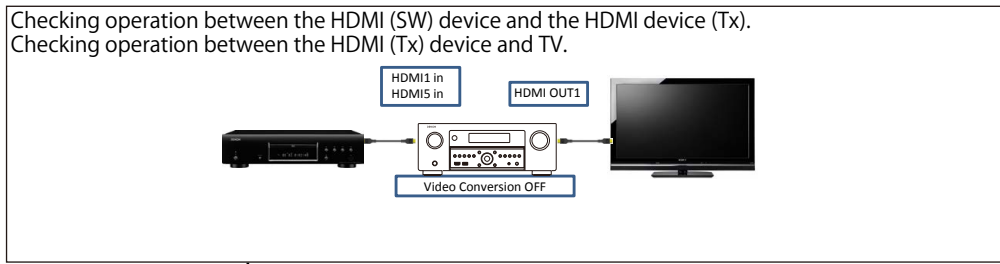 Checking operation between the HDMI (SW) device and the HDMI device (Tx).
Checking operation between the HDMI (Tx) device and TV.
HDMI1 in
HDMI5 in
HDMI OUT1
Video Conversion OFF